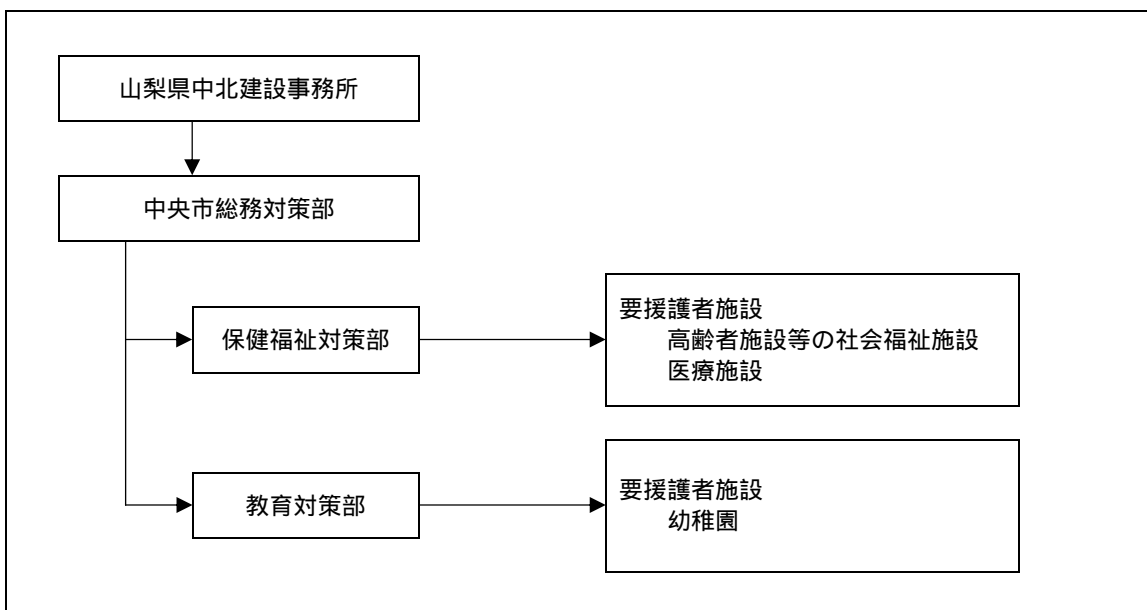 山梨県中北建設事務所
中央市総務対策部
保健福祉対策部
要援護者施設
高齢者施設等の社会福祉施設
医療施設
教育対策部
要援護者施設
幼稚園